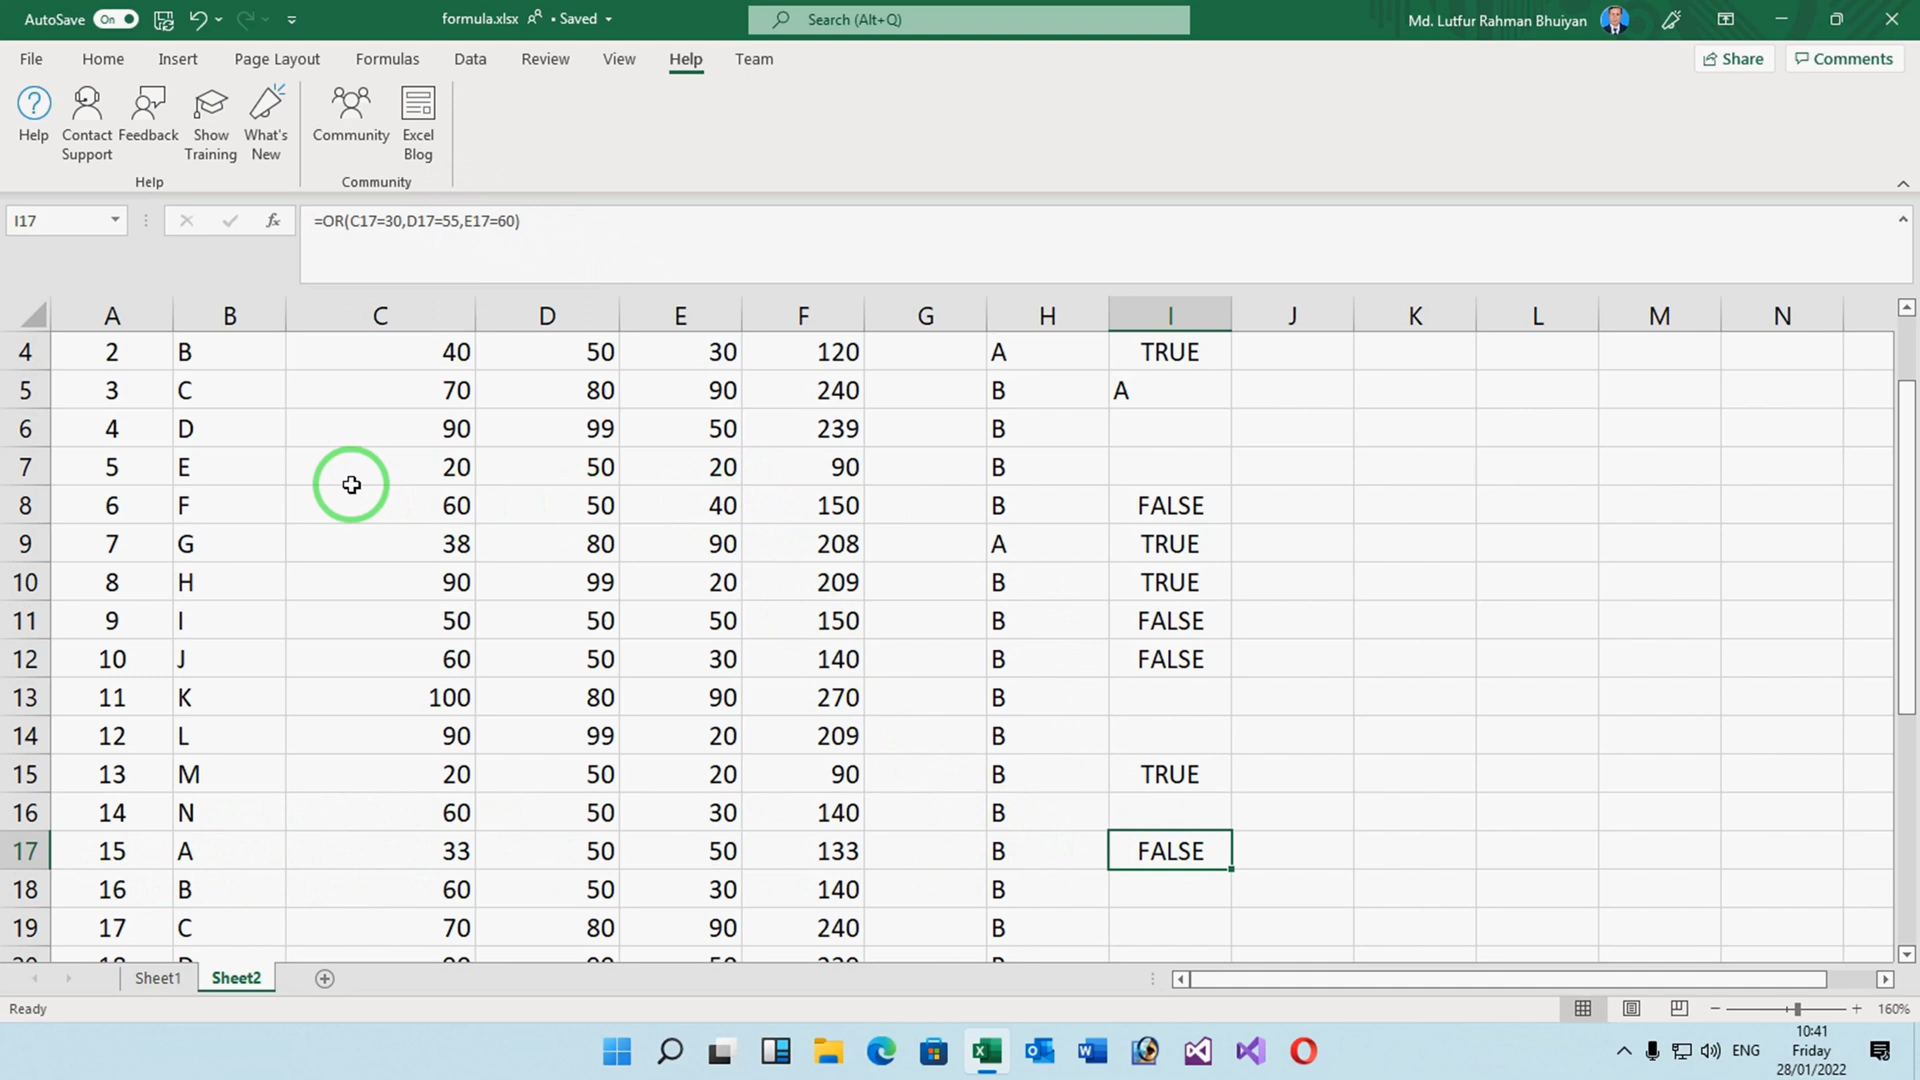 AutoSave On formula.xlsx • Saved Search (Alt+Q) Md. Lutfur Rahman Bhuiyan
File Home Insert Page Layout Formulas Data Review View Help Team Share Comments
Help Contact Support Feedback Show Training What's New Community Excel Blog
Help Community
I17 fx =OR(C17=30,D17=55,E17=60)
A B C D E F G H I J K L M N
4 2 B 40 50 30 120 A TRUE
5 3 C 70 80 90 240 B A
6 4 D 90 99 50 239 B
7 5 E 20 50 20 90 B
8 6 F 60 50 40 150 B FALSE
9 7 G 38 80 90 208 A TRUE
10 8 H 90 99 20 209 B TRUE
11 9 I 50 50 50 150 B FALSE
12 10 J 60 50 30 140 B FALSE
13 11 K 100 80 90 270 B
14 12 L 90 99 20 209 B
15 13 M 20 50 20 90 B TRUE
16 14 N 60 50 30 140 B
17 15 A 33 50 50 133 B FALSE
18 16 B 60 50 30 140 B
19 17 C 70 80 90 240 B
Sheet1 Sheet2
Ready 160%
ENG 10:41
Friday
28/01/2022